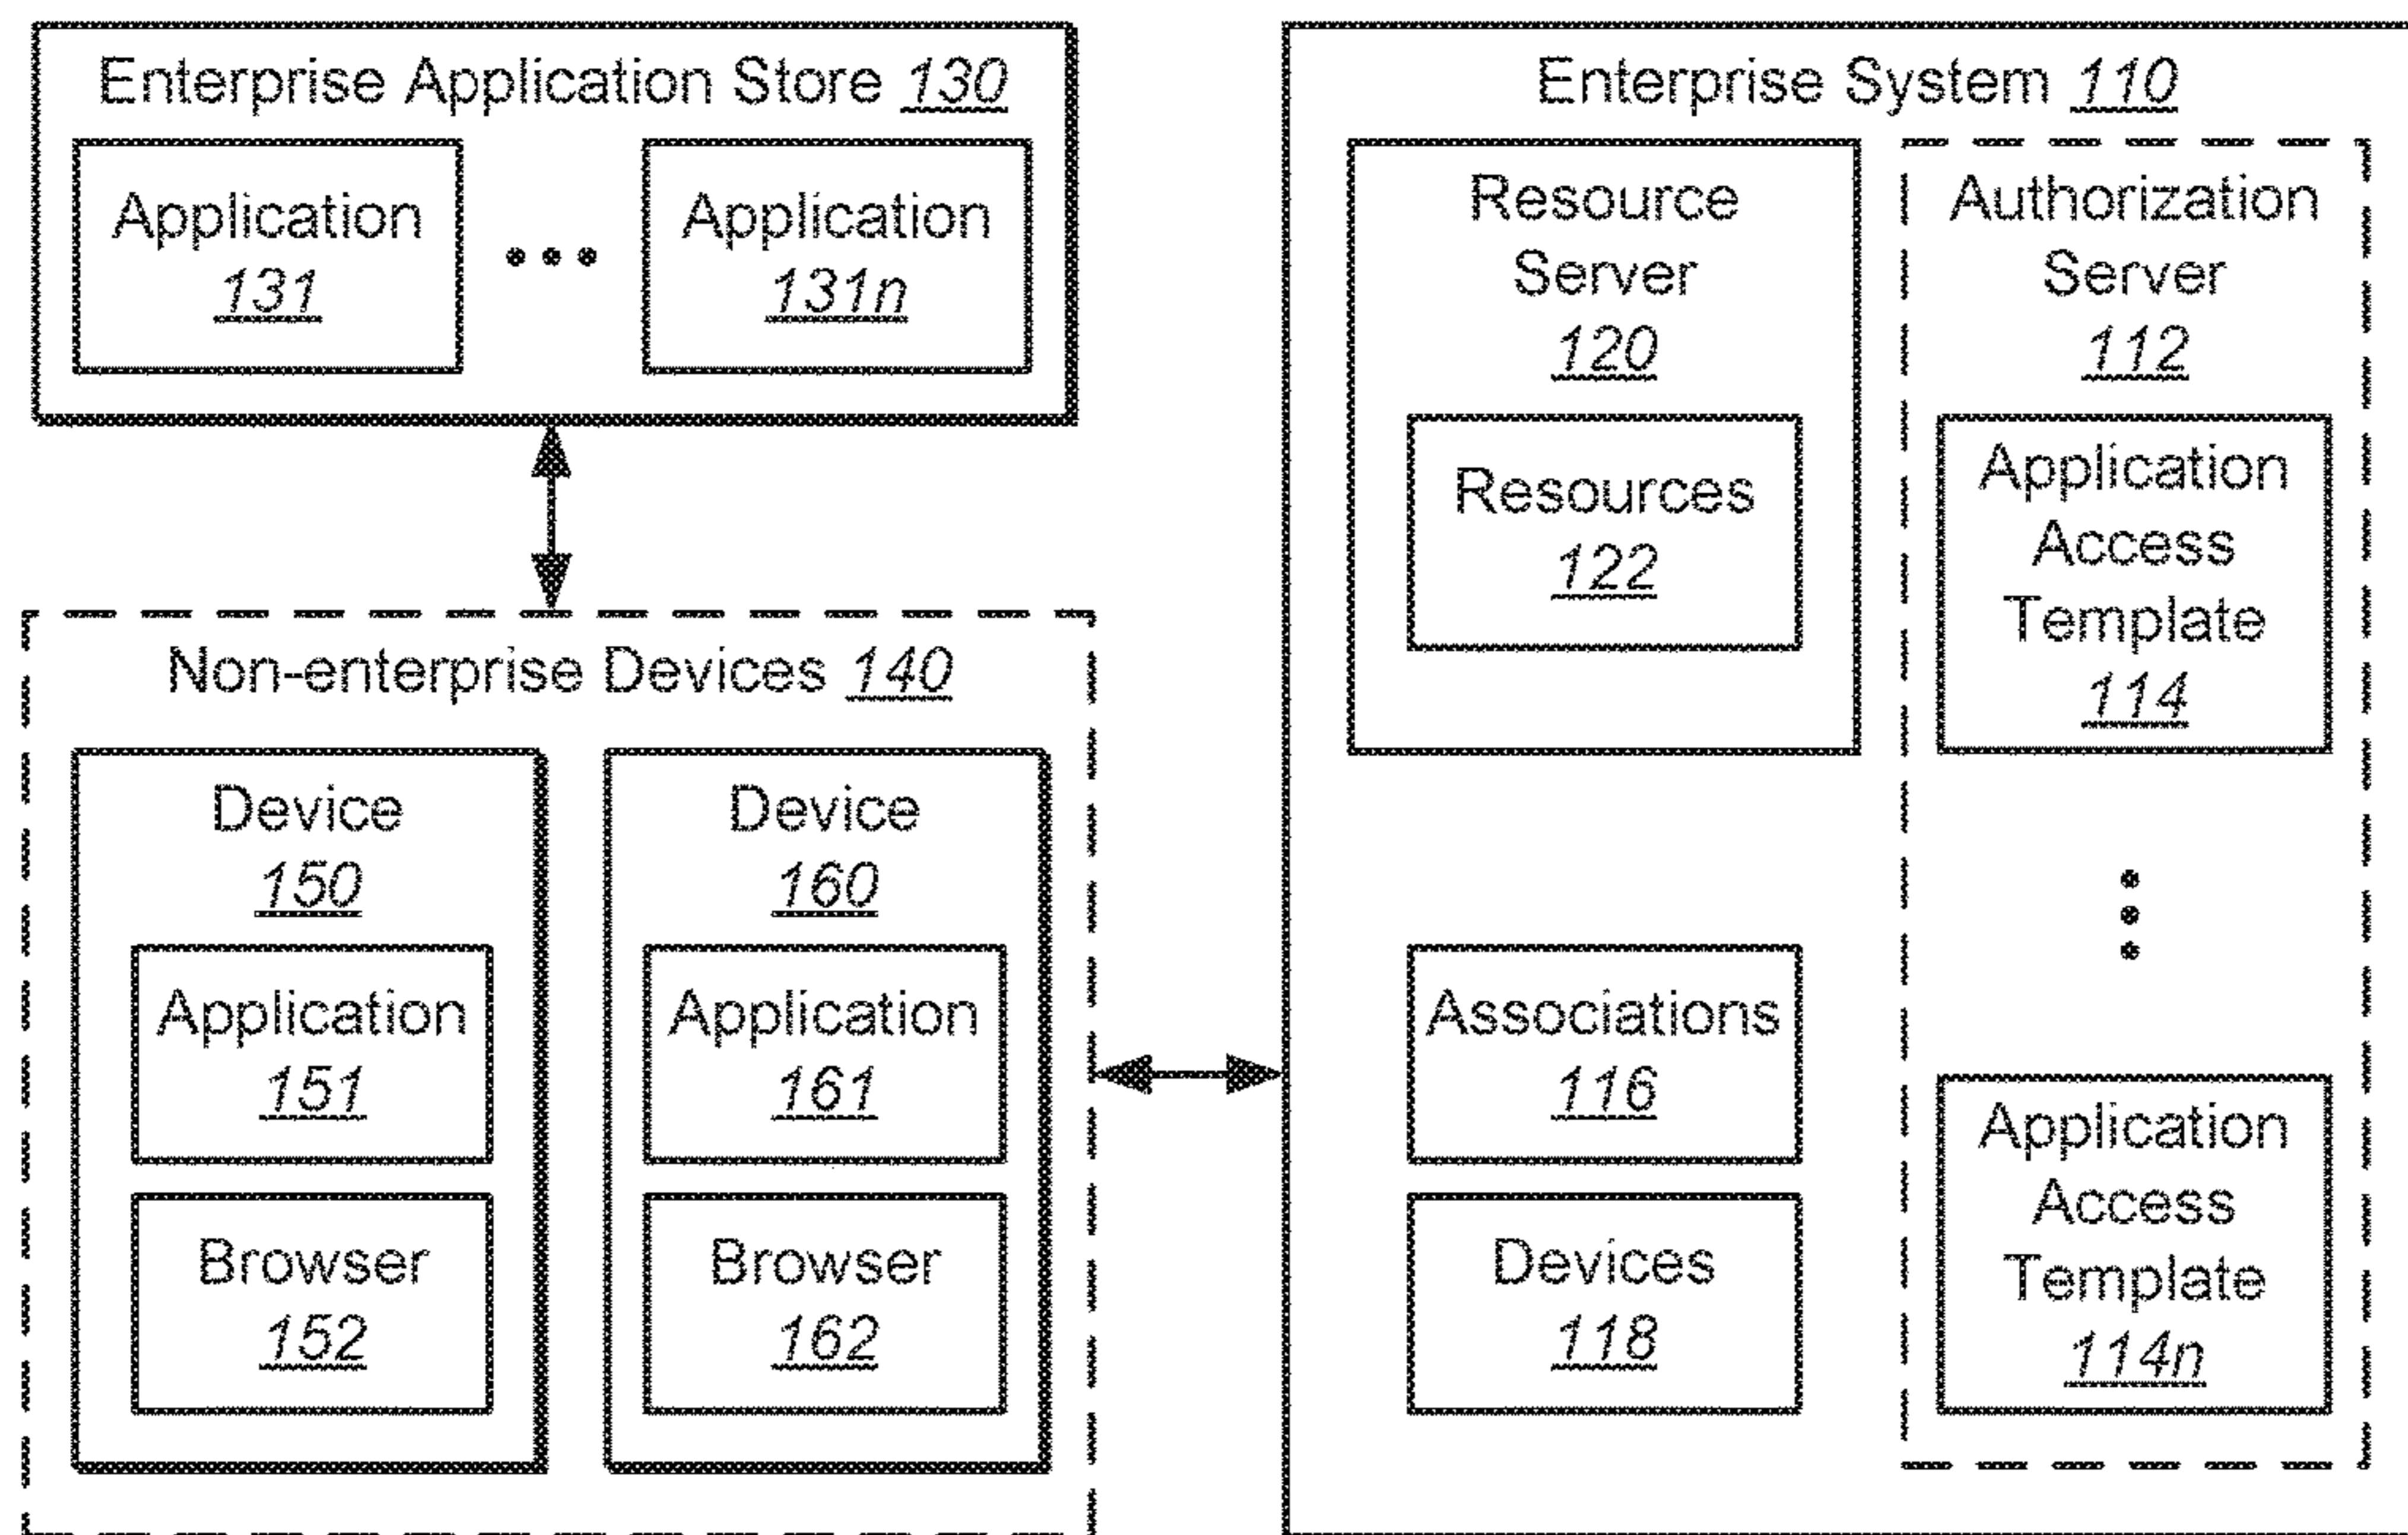 Enterprise Application Store 130
Application
131
Application
131n
Non-enterprise Devices 140
Device
150
Application
151
Browser
152
Device
160
Application
161
Browser
162
Enterprise System 110
Resource
Server
120
Resources
122
Associations
116
Devices
118
Authorization
Server
112
Application
Access
Template
114
Application
Access
Template
114n